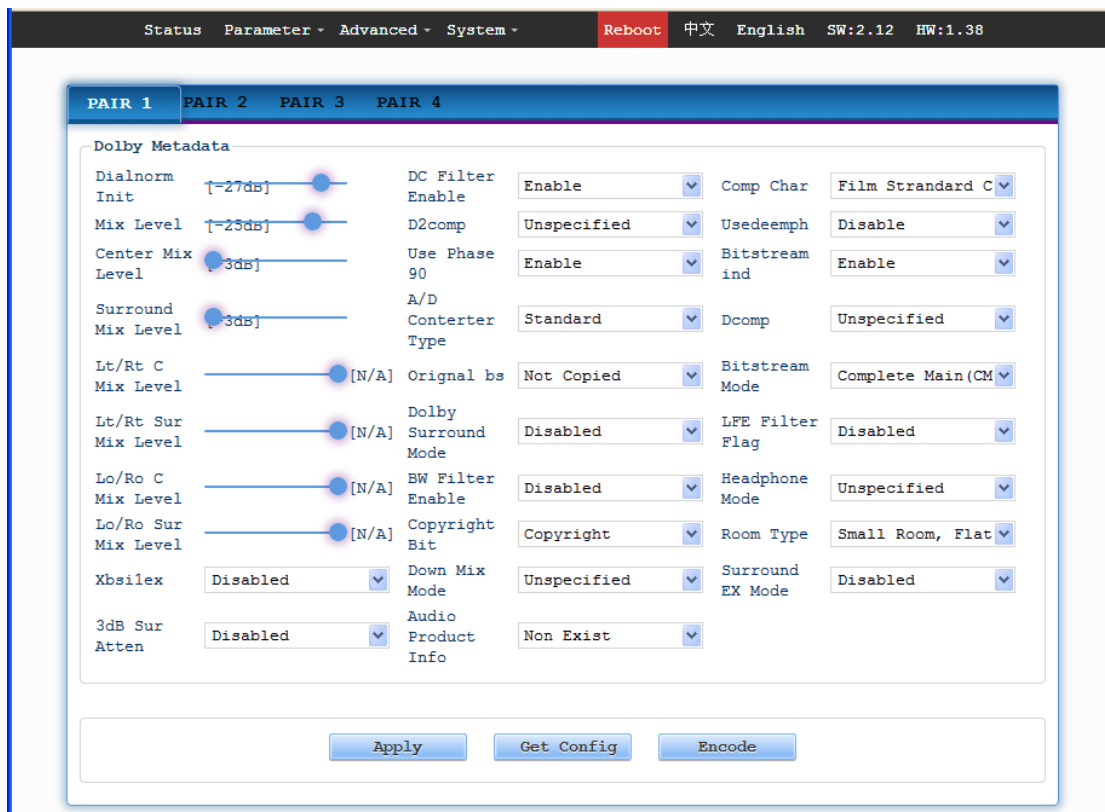 Status Parameter Advanced System Reboot 中文 English SW:2.12 HW:1.38
PAIR 1 PAIR 2 PAIR 3 PAIR 4
Dolby Metadata
Dialnorm Init [-27dB] DC Filter Enable Enable Comp Char Film Strandard C
Mix Level [-25dB] D2comp Unspecified Usedeemph Disable
Center Mix Level [-3dB] Use Phase 90 Enable Bitstream ind Enable
Surround Mix Level [-3dB] A/D Conterter Type Standard Dcomp Unspecified
Lt/Rt C Mix Level [N/A] Orignal bs Not Copied Bitstream Mode Complete Main(CM
Lt/Rt Sur Mix Level [N/A] Dolby Surround Mode Disabled LFE Filter Flag Disabled
Lo/Ro C Mix Level [N/A] BW Filter Enable Disabled Headphone Mode Unspecified
Lo/Ro Sur Mix Level [N/A] Copyright Bit Copyright Room Type Small Room, Flat
Xbsi1ex Disabled Down Mix Mode Unspecified Surround EX Mode Disabled
3dB Sur Atten Disabled Audio Product Info Non Exist
Apply Get Config Encode